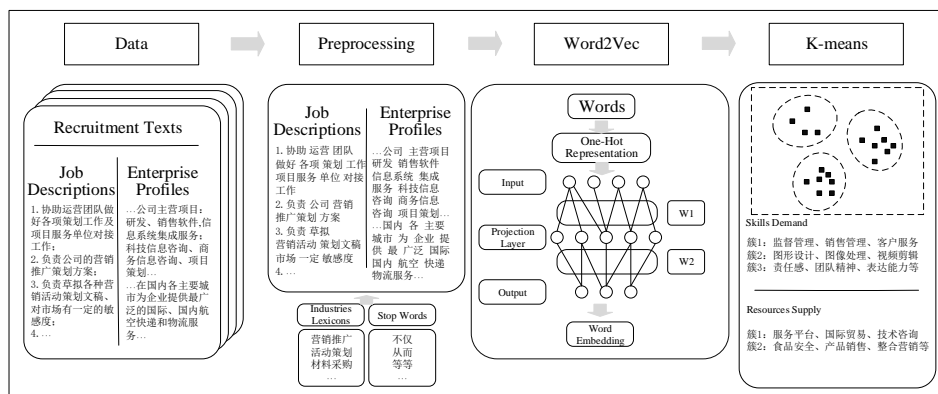 Data
Preprocessing
Word2Vec
K-means
Recruitment Texts
Job
Descriptions
1. 协助运营团队做
好各项策划工作及
项目服务单位对接
工作;
2. 负责公司的营销
推广策划方案;
3. 负责草拟各种营
销活动策划文稿、
对市场有一定的敏
感度;
4. …
Enterprise
Profiles
…公司主营项目:
研发、销售软件,信
息系统集成服务;
科技信息咨询、商
务信息咨询、项目
策划…
…在国内各主要城
市为企业提供最广
泛的国际、国内航
空快递和物流服
务…
Job
Descriptions
1. 协助 运营 团队
做好 各项 策划 工作
项目服务 单位 对接
工作
2. 负责 公司 营销
推广策划 方案
3. 负责 草拟
营销活动 策划 文稿
市场 一定 敏感度
4. …
Enterprise
Profiles
…公司 主营项目
研发 销售软件
信息系统 集成
服务 科技信息
咨询 商务信息
咨询 项目策划…
…国内 各 主要
城市 为 企业 提
供 最 广泛 国际
国内 航空 快递
物流服务…
Industries
Lexicons
营销推广
活动策划
材料采购
…
Stop Words
不仅
从而
等等
…
Words
One-Hot
Representation
Input
W1
Projection
Layer
W2
Output
Word
Embedding
Skills Demand
簇1: 监督管理、销售管理、客户服务
簇2: 图形设计、图像处理、视频剪辑
簇3: 责任感、团队精神、表达能力等
Resources Supply
簇1: 服务平台、国际贸易、技术咨询
簇2: 食品安全、产品销售、整合营销等